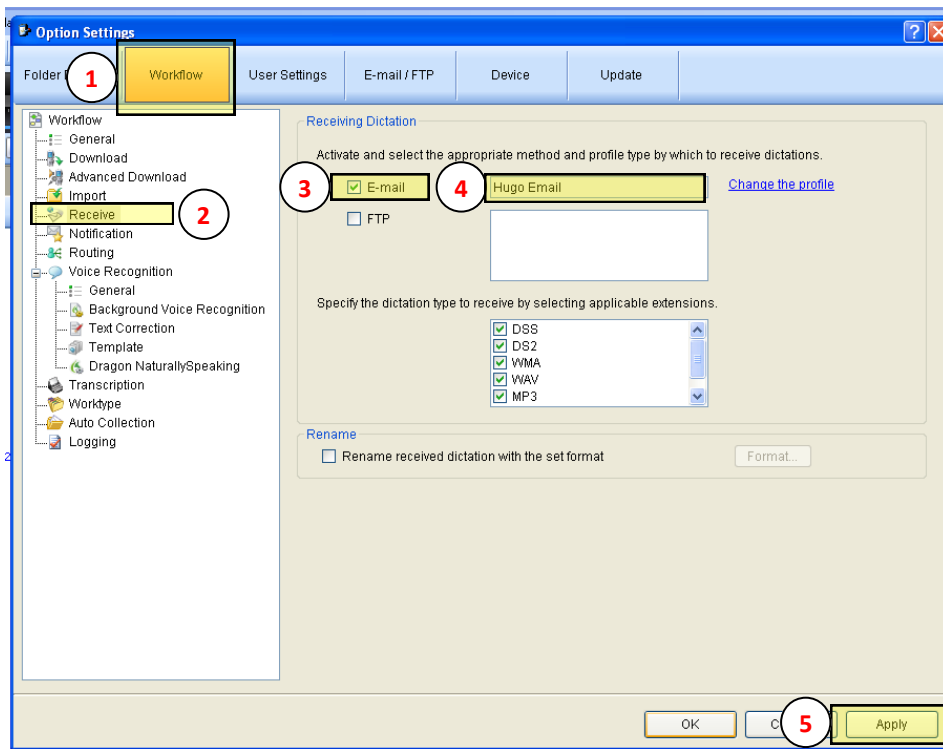 Option Settings
1
Folder
Workflow
User Settings
E-mail / FTP
Device
Update
Workflow
General
Download
Advanced Download
Import
Receive
2
Notification
Routing
Voice Recognition
General
Background Voice Recognition
Text Correction
Template
Dragon NaturallySpeaking
Transcription
Worktype
Auto Collection
Logging
Receiving Dictation
Activate and select the appropriate method and profile type by which to receive dictations.
3
E-mail
4
Hugo Email
Change the profile
FTP
Specify the dictation type to receive by selecting applicable extensions.
DSS
DS2
WMA
WAV
MP3
Rename
Rename received dictation with the set format
Format...
OK
5
Apply